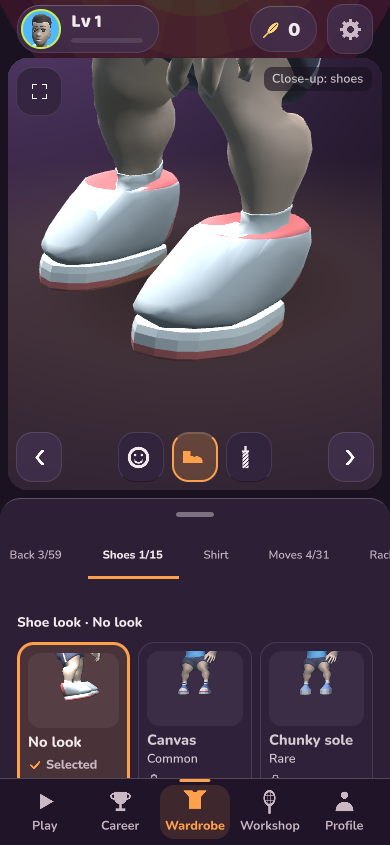 Lv 1
0
Close-up: shoes
Back 3/59
Shoes 1/15
Shirt
Moves 4/31
Shoe look · No look
No look
Selected
Canvas
Common
Chunky sole
Rare
Play
Career
Wardrobe
Workshop
Profile